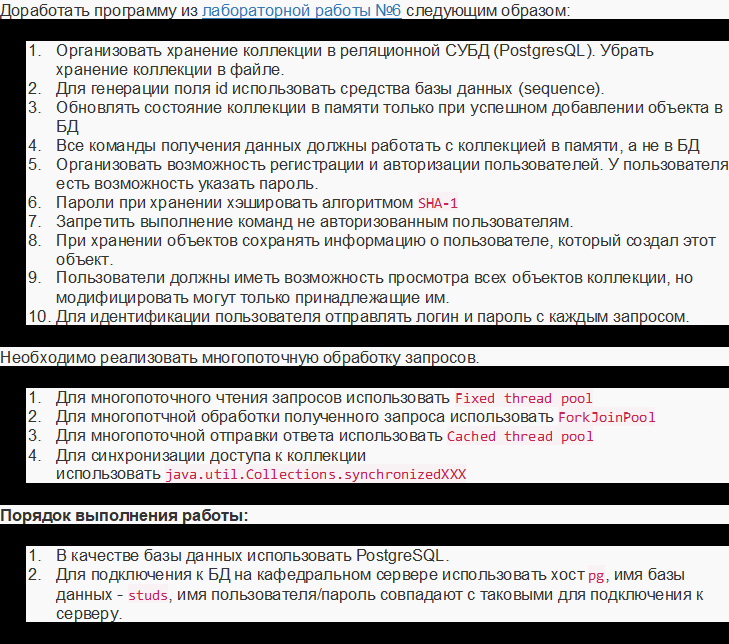 Доработать программу из лабораторной работы №6 следующим образом:
1. Организовать хранение коллекции в реляционной СУБД (PostgresQL). Убрать
хранение коллекции в файле.
2. Для генерации поля id использовать средства базы данных (sequence).
3. Обновлять состояние коллекции в памяти только при успешном добавлении объекта в
БД
4. Все команды получения данных должны работать с коллекцией в памяти, а не в БД
5. Организовать возможность регистрации и авторизации пользователей. У пользователя
есть возможность указать пароль.
6. Пароли при хранении хэшировать алгоритмом SHA-1
7. Запретить выполнение команд не авторизованным пользователям.
8. При хранении объектов сохранять информацию о пользователе, который создал этот
объект.
9. Пользователи должны иметь возможность просмотра всех объектов коллекции, но
модифицировать могут только принадлежащие им.
10. Для идентификации пользователя отправлять логин и пароль с каждым запросом.
Необходимо реализовать многопоточную обработку запросов.
1. Для многопоточного чтения запросов использовать Fixed thread pool
2. Для многопотчной обработки полученного запроса использовать ForkJoinPool
3. Для многопоточной отправки ответа использовать Cached thread pool
4. Для синхронизации доступа к коллекции
использовать java.util.Collections.synchronizedXXX
Порядок выполнения работы:
1. В качестве базы данных использовать PostgreSQL.
2. Для подключения к БД на кафедральном сервере использовать хост pg, имя базы
данных - studs, имя пользователя/пароль совпадают с таковыми для подключения к
серверу.